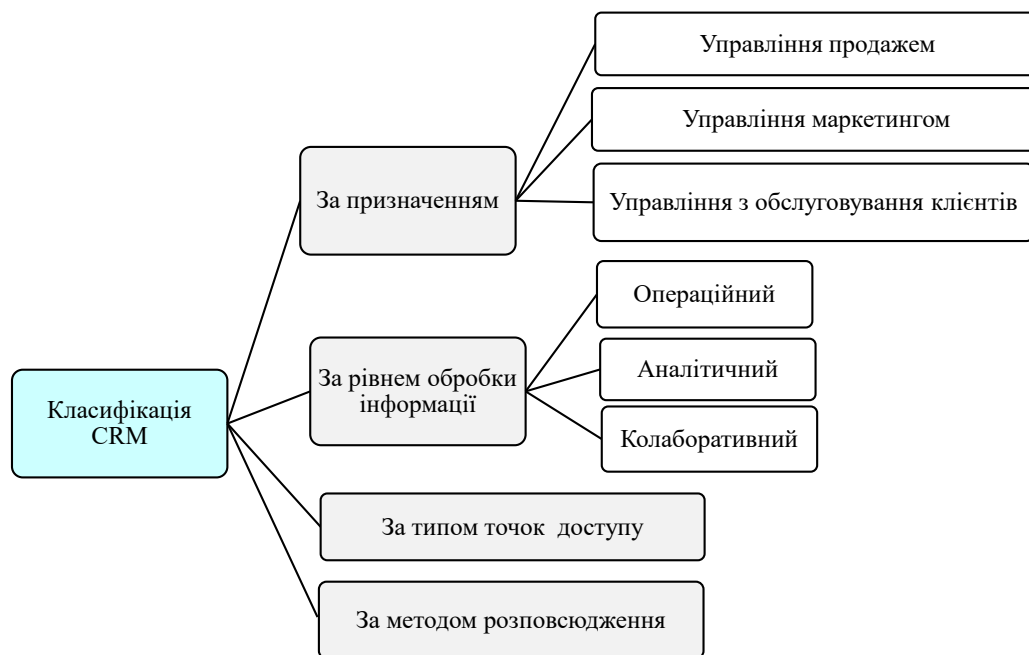 Класифікація
CRM
За призначенням
Управління продажем
Управління маркетингом
Управління з обслуговування клієнтів
За рівнем обробки
інформації
Операційний
Аналітичний
Колаборативний
За типом точок доступу
За методом розповсюдження